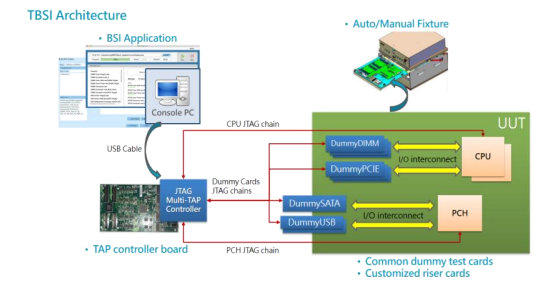 TBSI Architecture
• BSI Application
• Auto/Manual Fixture
Console PC
UUT
CPU JTAG chain
USB Cable
DummyDIMM
I/O interconnect
CPU
DummyPCIE
JTAG
Multi-TAP
Controller
Dummy Cards
JTAG chains
DummySATA
I/O interconnect
PCH
DummyUSB
• TAP controller board
PCH JTAG chain
• Common dummy test cards
• Customized riser cards